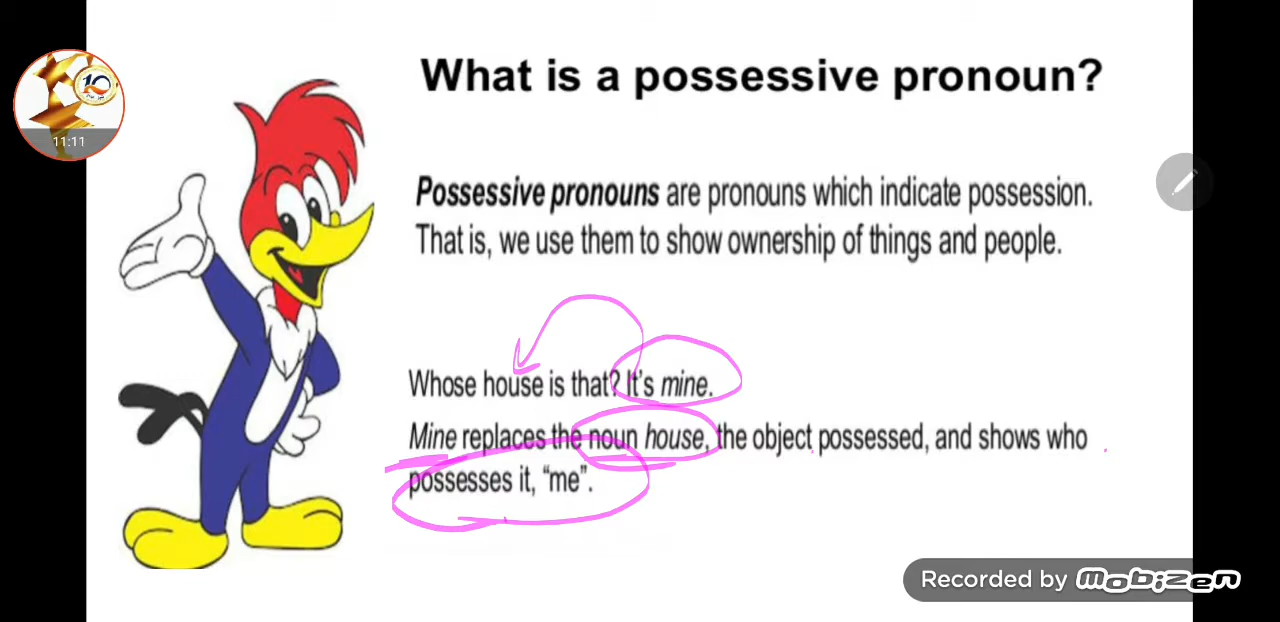 What is a possessive pronoun?
10
11:11
Possessive pronouns are pronouns which indicate possession.
That is, we use them to show ownership of things and people.
Whose house is that? It's mine.
Mine replaces the noun house, the object possessed, and shows who
possesses it, “me”.
Recorded by Mobizen